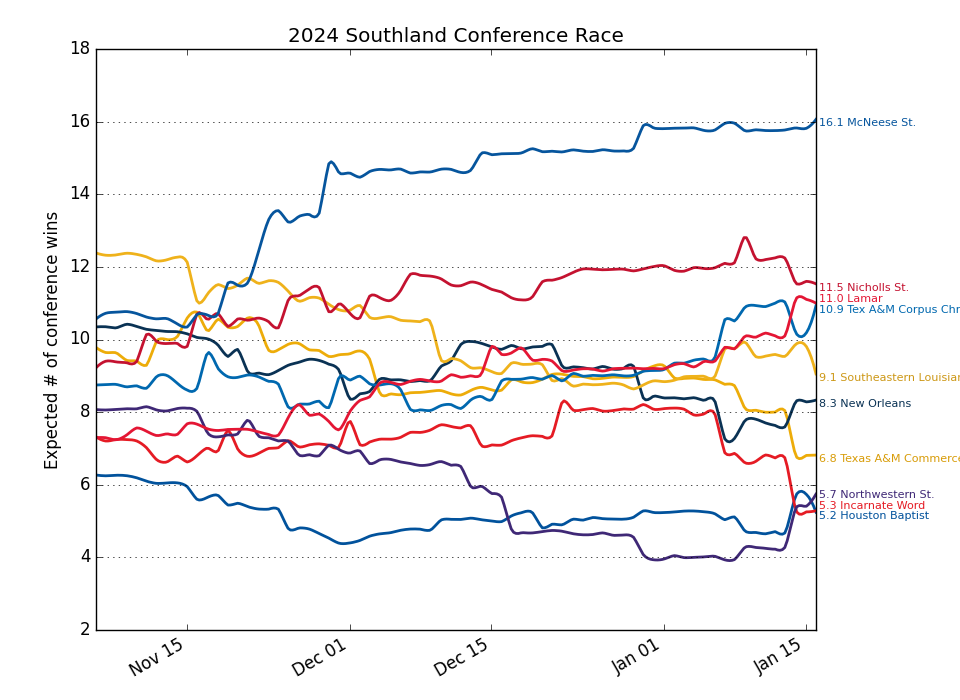 2024 Southland Conference Race
Expected # of conference wins
18
16
14
12
10
8
6
4
2
Nov 15
Dec 01
Dec 15
Jan 01
Jan 15
16.1 McNeese St.
11.5 Nicholls St.
11.0 Lamar
10.9 Tex A&M Corpus Chr
9.1 Southeastern Louisian
8.3 New Orleans
6.8 Texas A&M Commerce
5.7 Northwestern St.
5.3 Incarnate Word
5.2 Houston Baptist